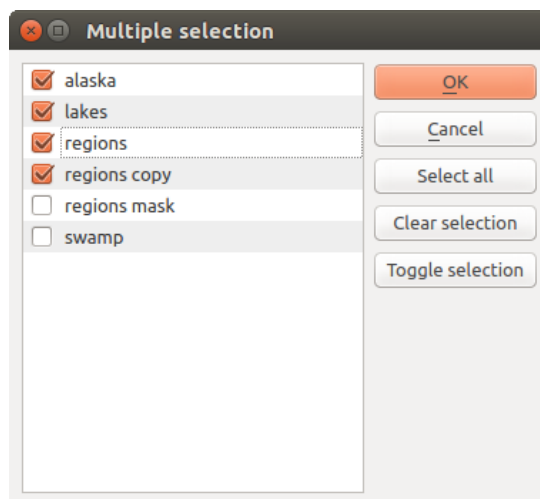 Multiple selection
alaska
lakes
regions
regions copy
regions mask
swamp
OK
Cancel
Select all
Clear selection
Toggle selection